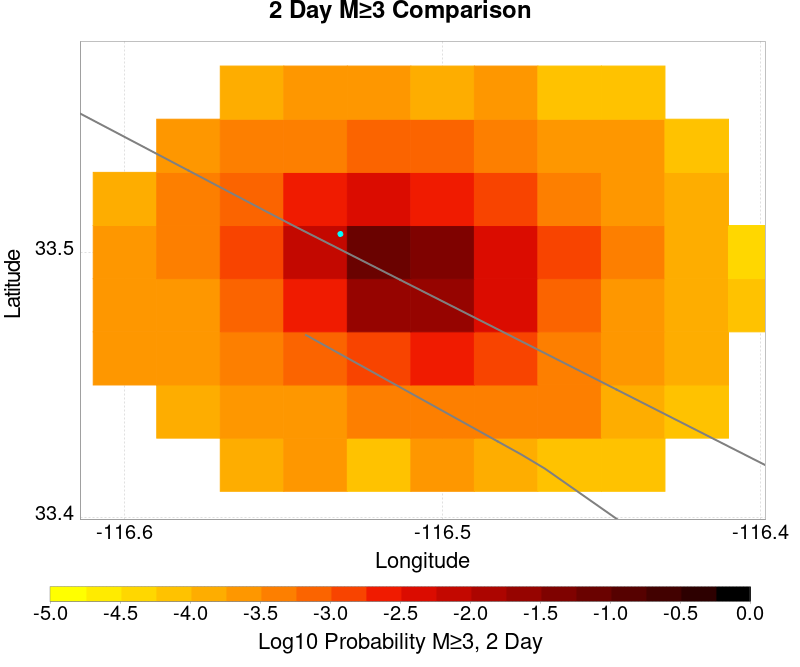 2 Day M≥3 Comparison
Latitude
33.5
33.4
-116.6 -116.5 -116.4
Longitude
-5.0 -4.5 -4.0 -3.5 -3.0 -2.5 -2.0 -1.5 -1.0 -0.5 0.0
Log10 Probability M≥3, 2 Day